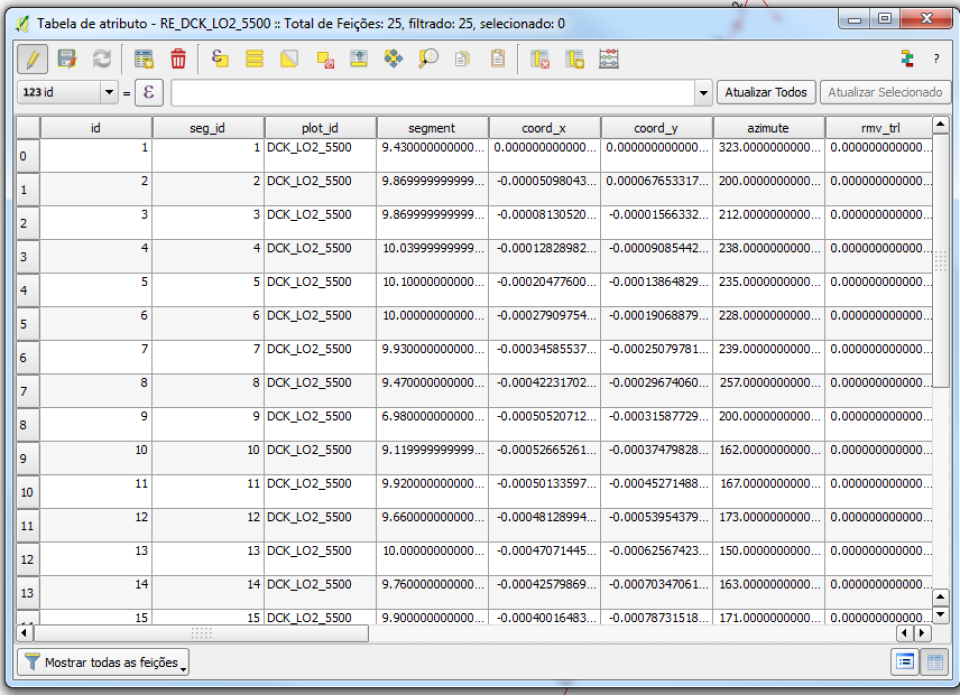 Tabela de atributo - RE_DCK_LO2_5500 :: Total de Feições: 25, filtrado: 25, selecionado: 0
123 id = ε Atualizar Todos Atualizar Selecionado
id seg_id plot_id segment coord_x coord_y azimute rmv_trl
0 1 1 DCK_LO2_5500 9.430000000000... 0.000000000000... 0.000000000000... 323.0000000000... 0.000000000000...
1 2 2 DCK_LO2_5500 9.869999999999... -0.00005098043... 0.000067653317... 200.0000000000... 0.000000000000...
2 3 3 DCK_LO2_5500 9.869999999999... -0.00008130520... -0.00001566332... 212.0000000000... 0.000000000000...
3 4 4 DCK_LO2_5500 10.03999999999... -0.00012828982... -0.00009085442... 238.0000000000... 0.000000000000...
4 5 5 DCK_LO2_5500 10.10000000000... -0.00020477600... -0.00013864829... 235.0000000000... 0.000000000000...
5 6 6 DCK_LO2_5500 10.00000000000... -0.00027909754... -0.00019068879... 228.0000000000... 0.000000000000...
6 7 7 DCK_LO2_5500 9.930000000000... -0.00034585537... -0.00025079781... 239.0000000000... 0.000000000000...
7 8 8 DCK_LO2_5500 9.470000000000... -0.00042231702... -0.00029674060... 257.0000000000... 0.000000000000...
8 9 9 DCK_LO2_5500 6.980000000000... -0.00050520712... -0.00031587729... 200.0000000000... 0.000000000000...
9 10 10 DCK_LO2_5500 9.119999999999... -0.00052665261... -0.00037479828... 162.0000000000... 0.000000000000...
10 11 11 DCK_LO2_5500 9.920000000000... -0.00050133597... -0.00045271488... 167.0000000000... 0.000000000000...
11 12 12 DCK_LO2_5500 9.660000000000... -0.00048128994... -0.00053954379... 173.0000000000... 0.000000000000...
12 13 13 DCK_LO2_5500 10.00000000000... -0.00047071445... -0.00062567423... 150.0000000000... 0.000000000000...
13 14 14 DCK_LO2_5500 9.760000000000... -0.00042579869... -0.00070347061... 163.0000000000... 0.000000000000...
15 15 DCK_LO2_5500 9.900000000000... -0.00040016483... -0.00078731518... 171.0000000000... 0.000000000000...
Mostrar todas as feições